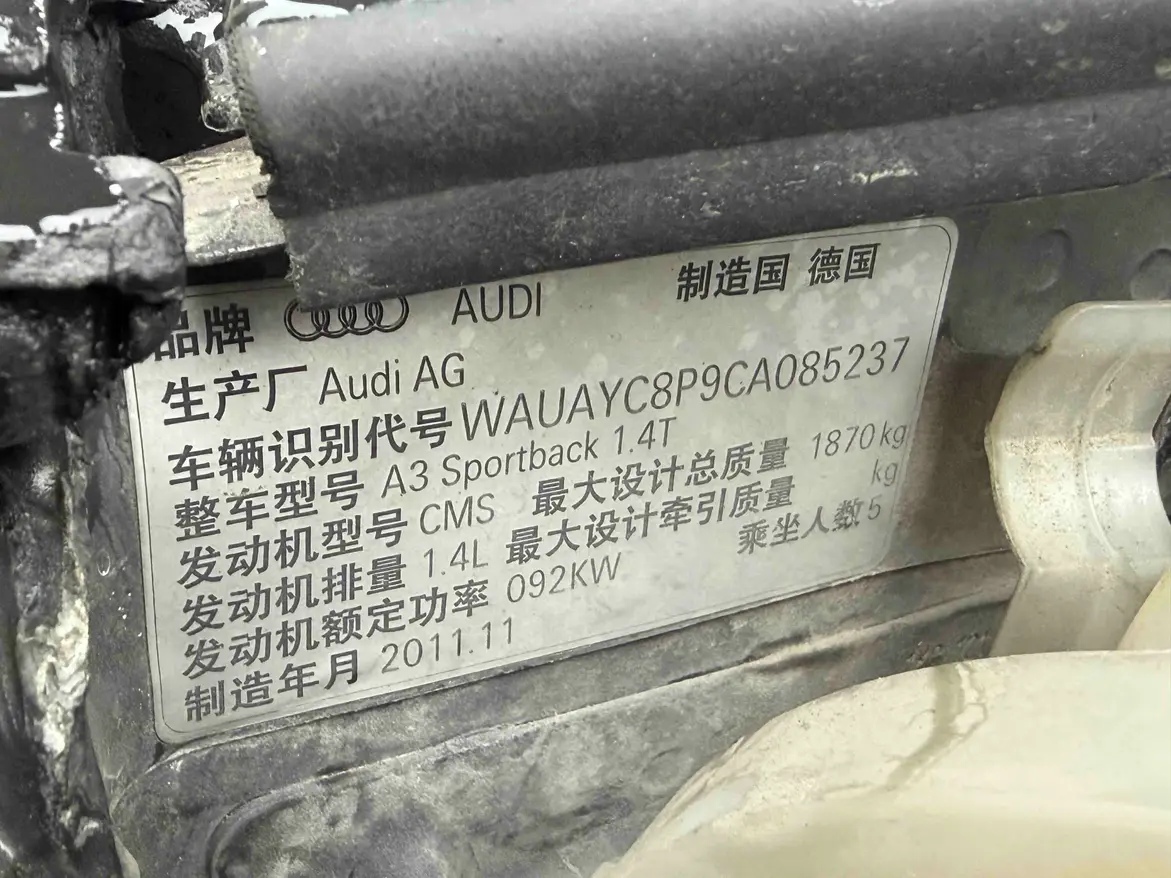 品牌 AUDI 制造国 德国
生产厂 Audi AG
车辆识别代号 WAUAYC8P9CA085237
整车型号 A3 Sportback 1.4T
发动机型号 CMS 最大设计总质量 1870 kg
发动机排量 1.4L 最大设计牵引质量 kg
发动机额定功率 092KW 乘坐人数 5
制造年月 2011.11